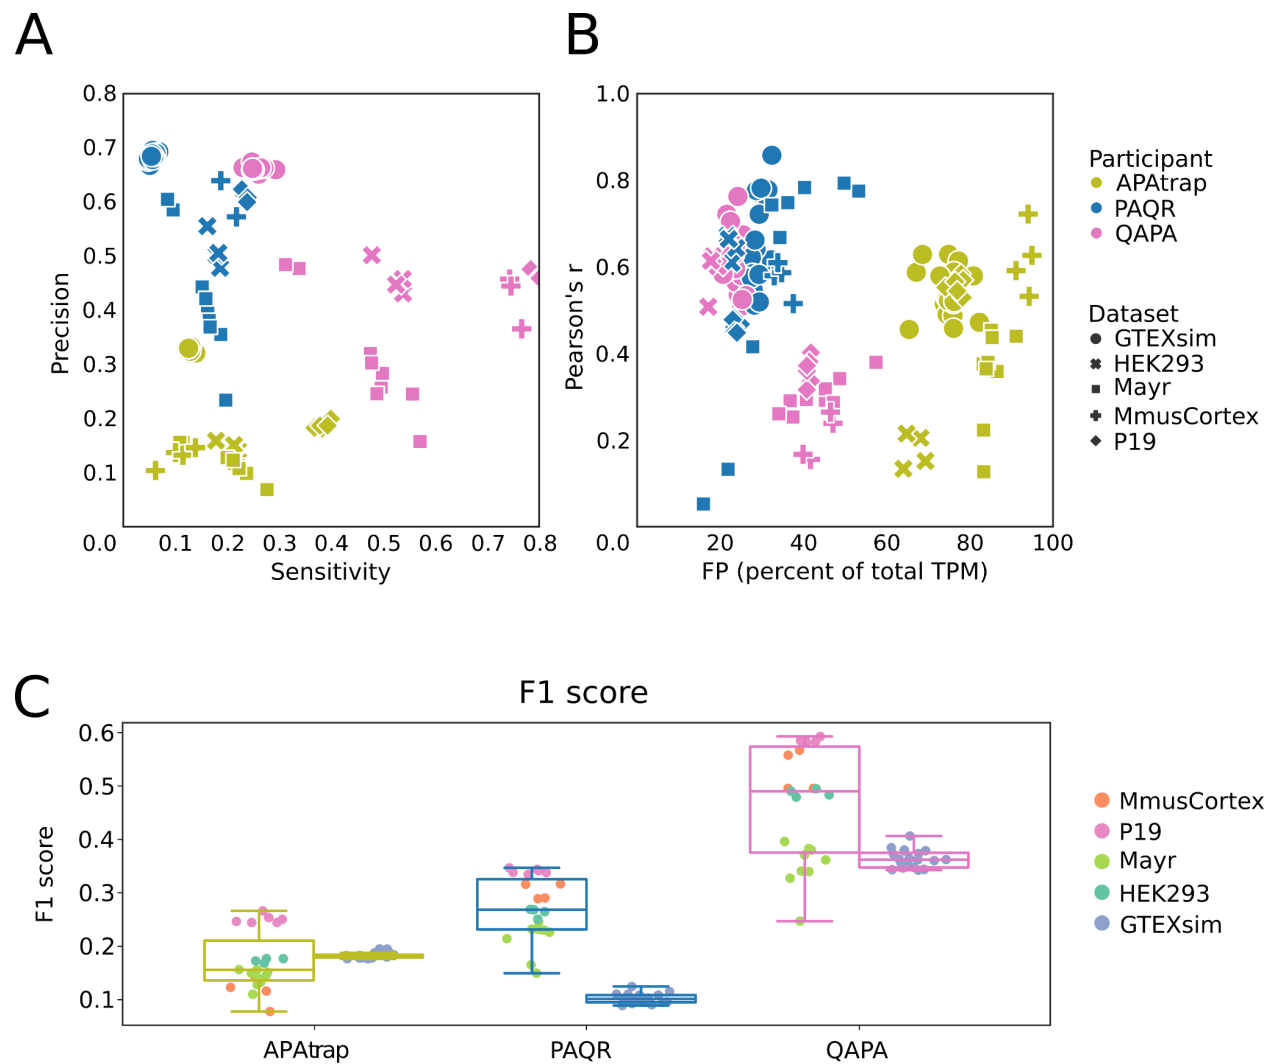 A
B
0.8
0.7
0.6
0.5
0.4
0.3
0.2
0.1
0.0
0.1
0.2
0.3
0.4
0.5
0.6
0.7
0.8
Precision
Sensitivity
1.0
0.8
0.6
0.4
0.2
0.0
20
40
60
80
100
Pearson's r
FP (percent of total TPM)
Participant
APAtrap
PAQR
QAPA
Dataset
GTEXsim
HEK293
Mayr
MmusCortex
P19
C
F1 score
0.6
0.5
0.4
0.3
0.2
0.1
F1 score
APAtrap
PAQR
QAPA
MmusCortex
P19
Mayr
HEK293
GTEXsim